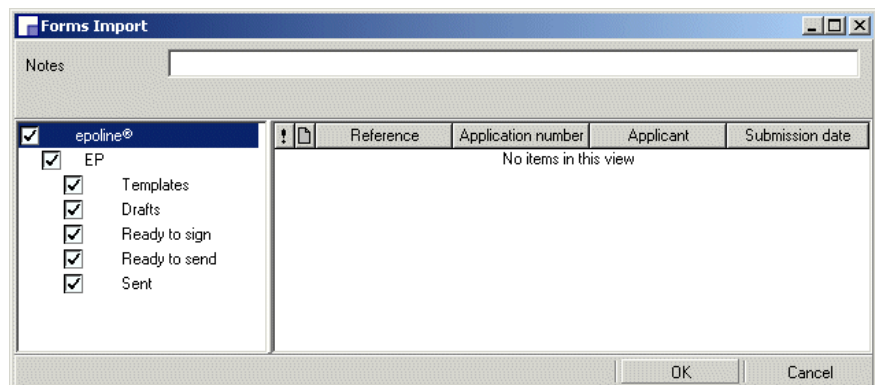 Forms Import
Notes
epoline®
EP
Templates
Drafts
Ready to sign
Ready to send
Sent
! Reference Application number Applicant Submission date
No items in this view
OK Cancel